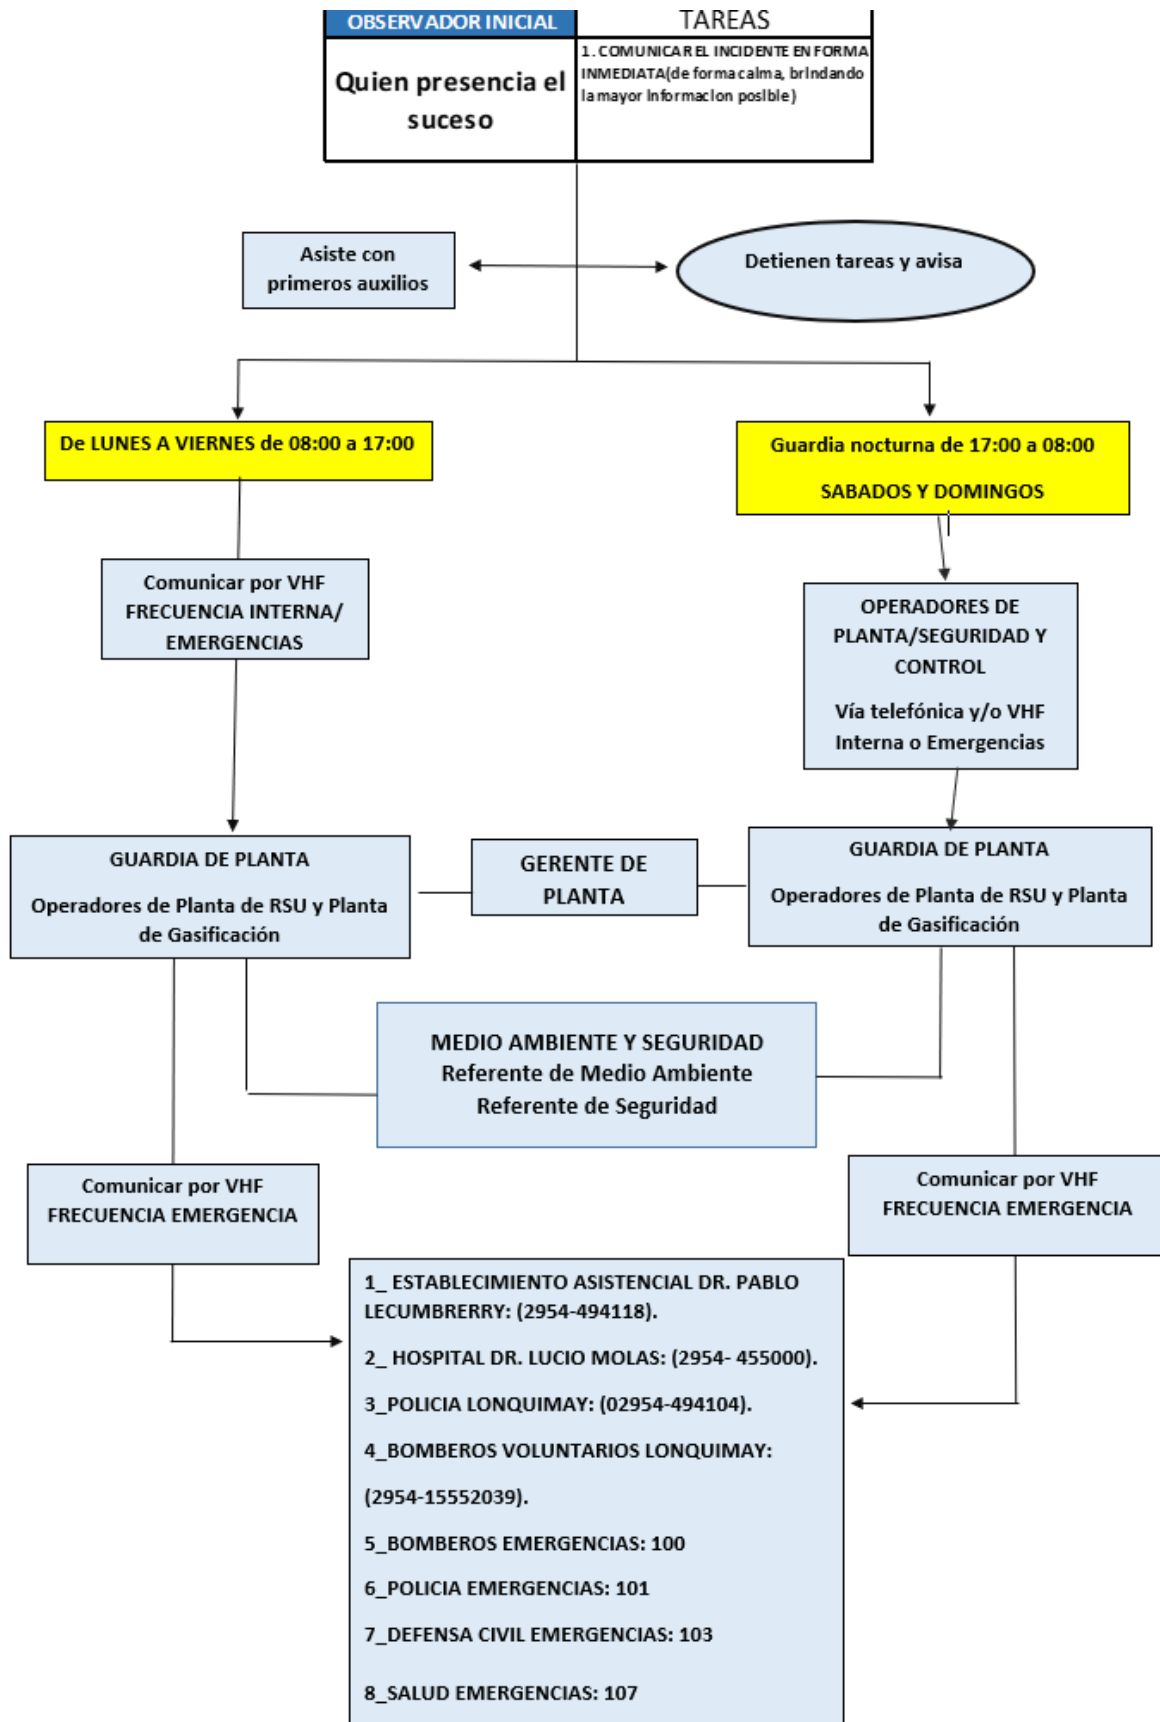 OBSERVADOR INICIAL
TAREAS
Quien presencia el
suceso
1. COMUNICAR EL INCIDENTE EN FORMA
INMEDIATA(de forma calma, brindando
la mayor informacion posible)
Asiste con
primeros auxilios
Detienen tareas y avisa
De LUNES A VIERNES de 08:00 a 17:00
Guardia nocturna de 17:00 a 08:00
SABADOS Y DOMINGOS
Comunicar por VHF
FRECUENCIA INTERNA/
EMERGENCIAS
OPERADORES DE
PLANTA/SEGURIDAD Y
CONTROL
Vía telefónica y/o VHF
Interna o Emergencias
GUARDIA DE PLANTA
Operadores de Planta de RSU y Planta
de Gasificación
GERENTE DE
PLANTA
GUARDIA DE PLANTA
Operadores de Planta de RSU y Planta
de Gasificación
MEDIO AMBIENTE Y SEGURIDAD
Referente de Medio Ambiente
Referente de Seguridad
Comunicar por VHF
FRECUENCIA EMERGENCIA
Comunicar por VHF
FRECUENCIA EMERGENCIA
1_ ESTABLECIMIENTO ASISTENCIAL DR. PABLO
LECUMBRERRY: (2954-494118).
2_ HOSPITAL DR. LUCIO MOLAS: (2954- 455000).
3_POLICIA LONQUIMAY: (02954-494104).
4_BOMBEROS VOLUNTARIOS LONQUIMAY:
(2954-15552039).
5_BOMBEROS EMERGENCIAS: 100
6_POLICIA EMERGENCIAS: 101
7_DEFENSA CIVIL EMERGENCIAS: 103
8_SALUD EMERGENCIAS: 107